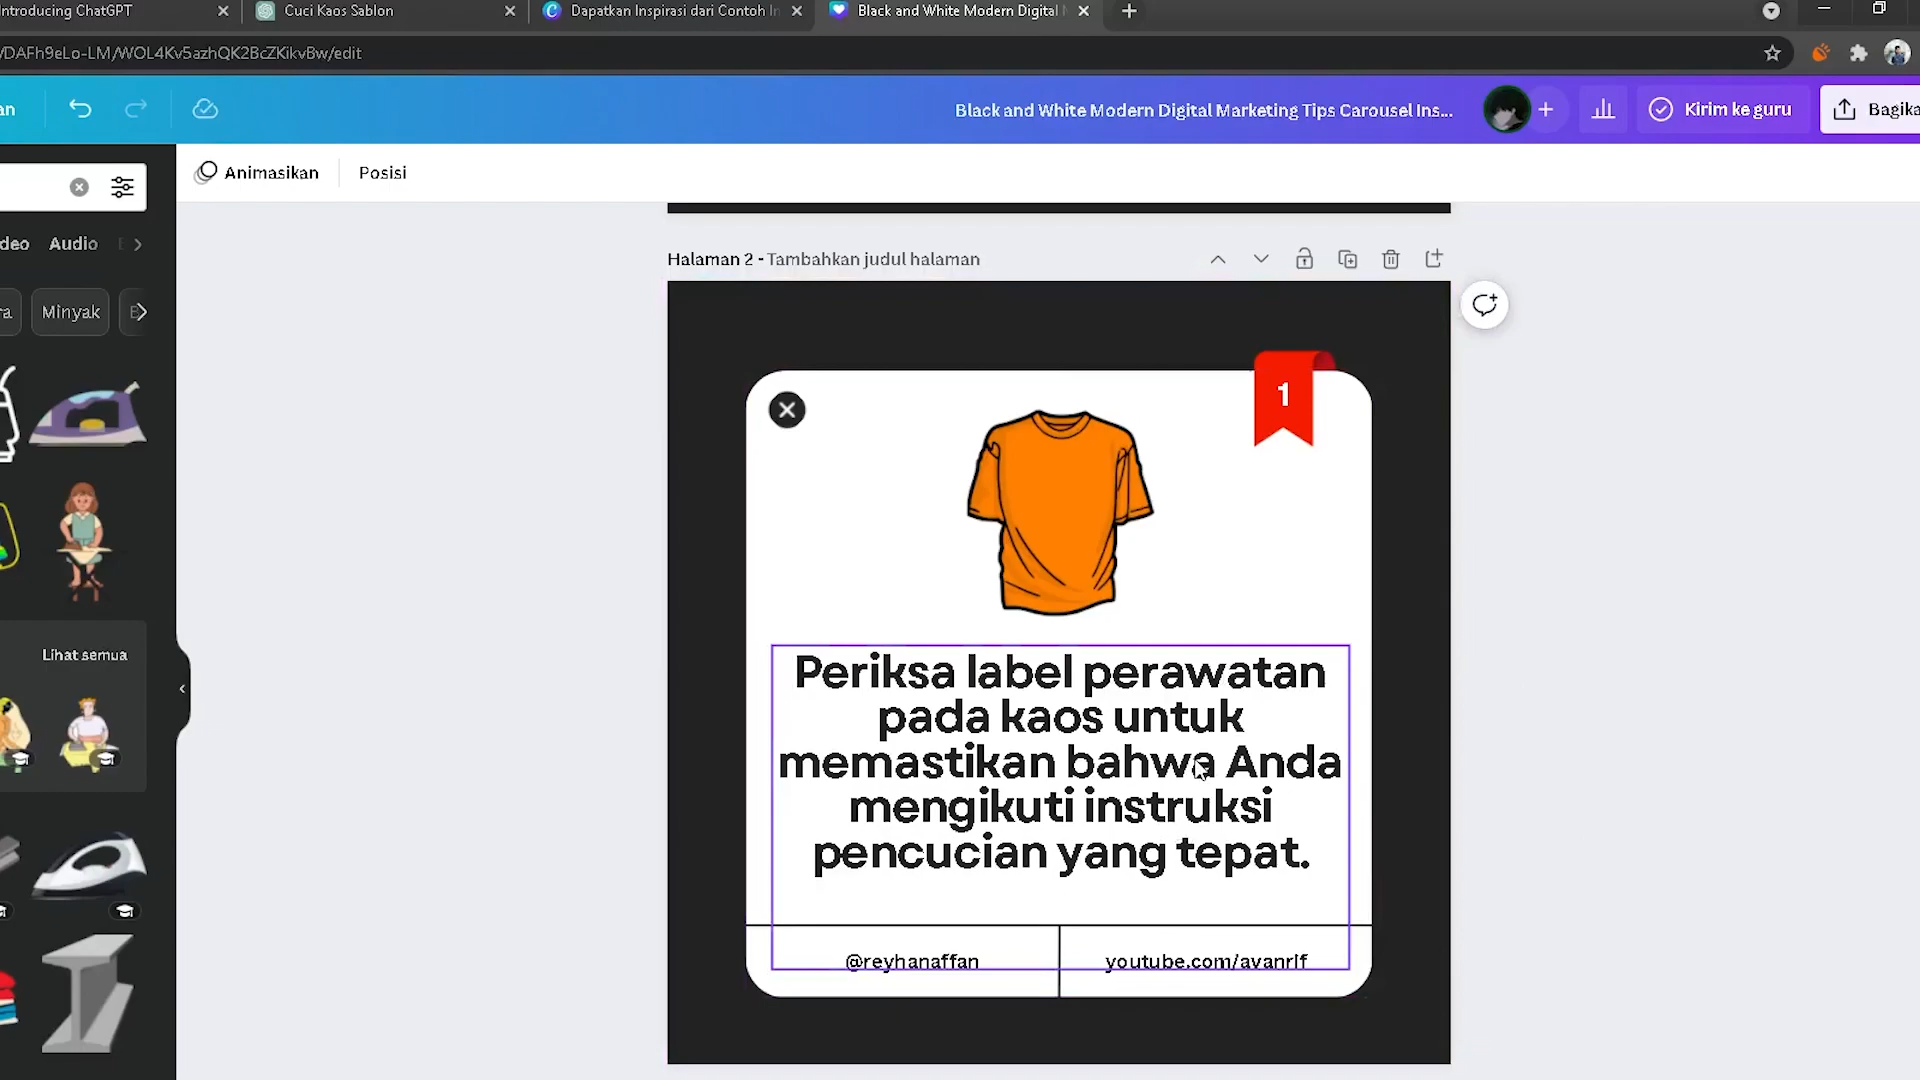 Introducing ChatGPT
Cuci Kaos Sablon
Dapatkan Inspirasi dari Contoh In
Black and White Modern Digital
/DAFh9eLo-LM/WOL4Kv5azhQK2BcZKikvBw/edit
an
Black and White Modern Digital Marketing Tips Carousel Ins...
Kirim ke guru
Bagika
Animasikan
Posisi
deo
Audio
Halaman 2 - Tambahkan judul halaman
ra
Minyak
1
Periksa label perawatan
pada kaos untuk
memastikan bahwa Anda
mengikuti instruksi
pencucian yang tepat.
Lihat semua
@reyhanaffan
youtube.com/avanrif